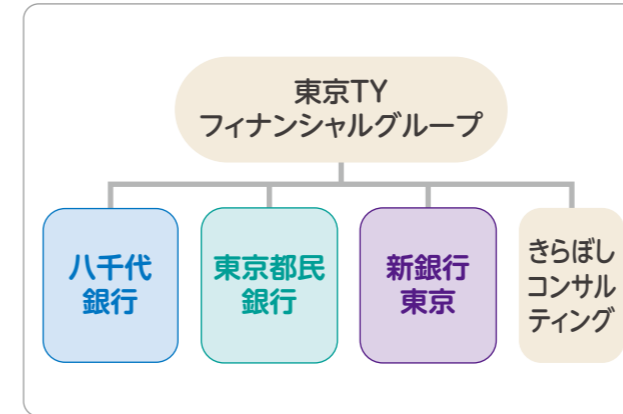 東京TY
フィナンシャルグループ
八千代
銀行
東京都民
銀行
新銀行
東京
きらぼし
コンサル
ティング